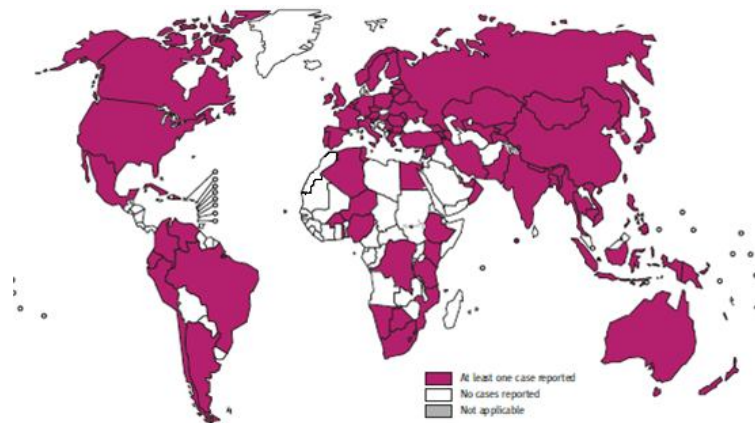 At least one case reported
No cases reported
Not applicable